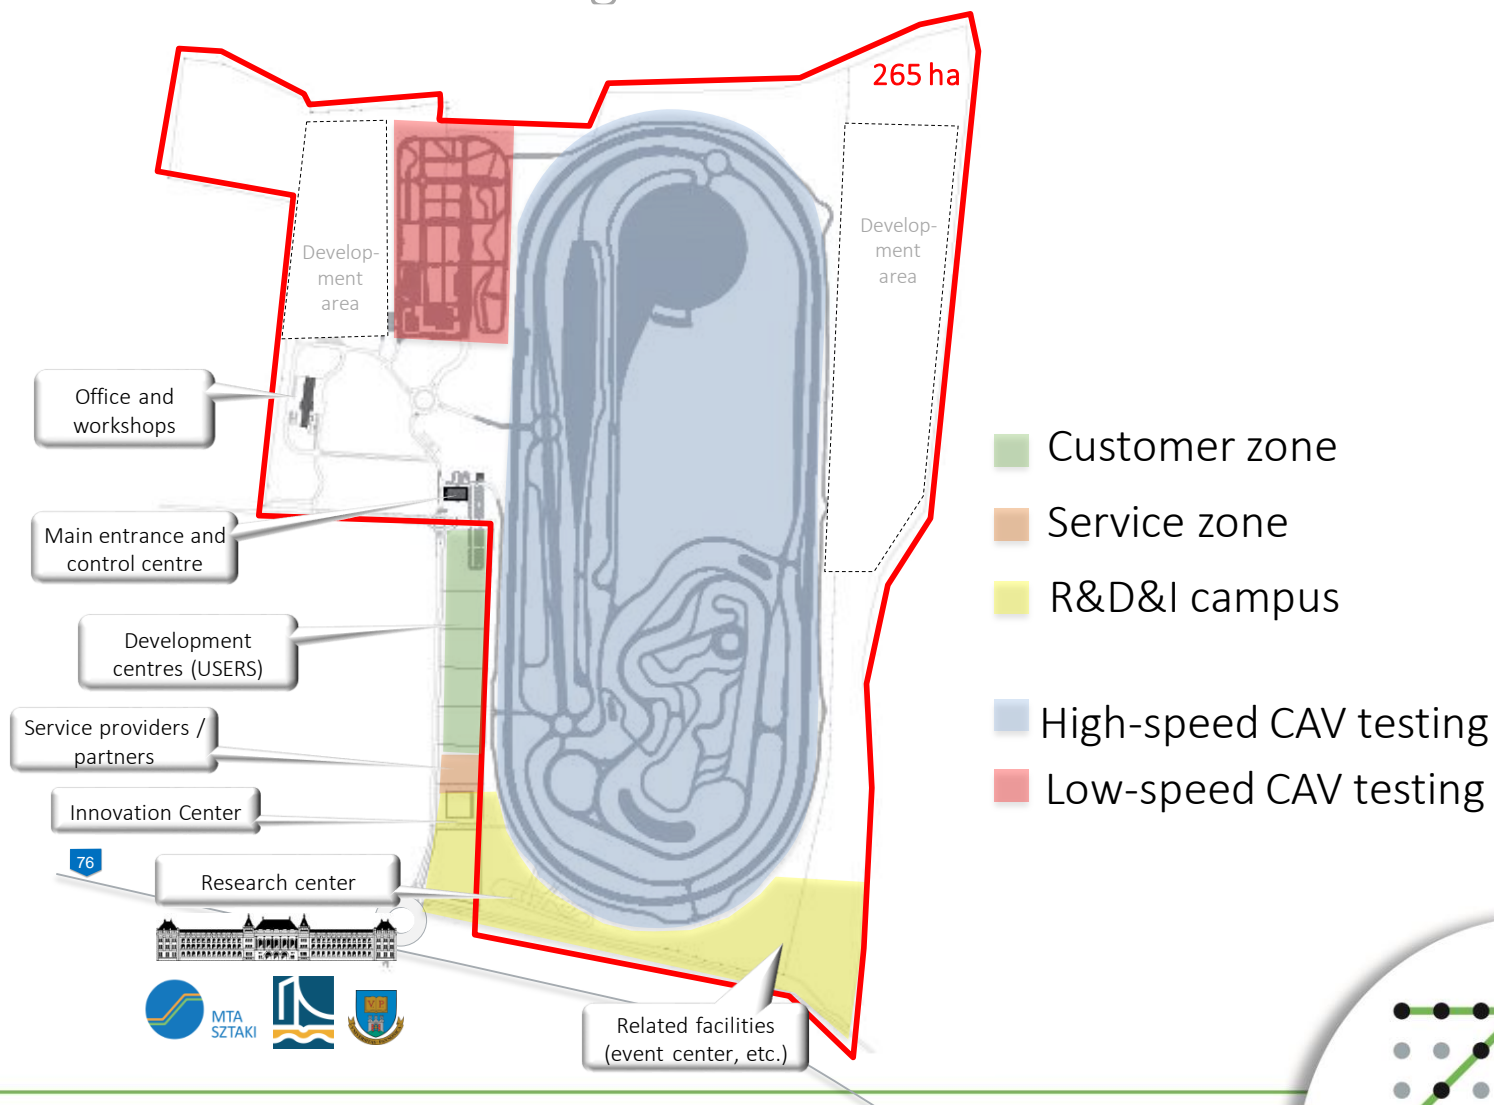 265 ha
Develop-
ment
area
Develop-
ment
area
Office and
workshops
Main entrance and
control centre
Development
centres (USERS)
Service providers /
partners
Innovation Center
76
Research center
MTA
SZTAKI
Related facilities
(event center, etc.)
Customer zone
Service zone
R&D&I campus
High-speed CAV testing
Low-speed CAV testing